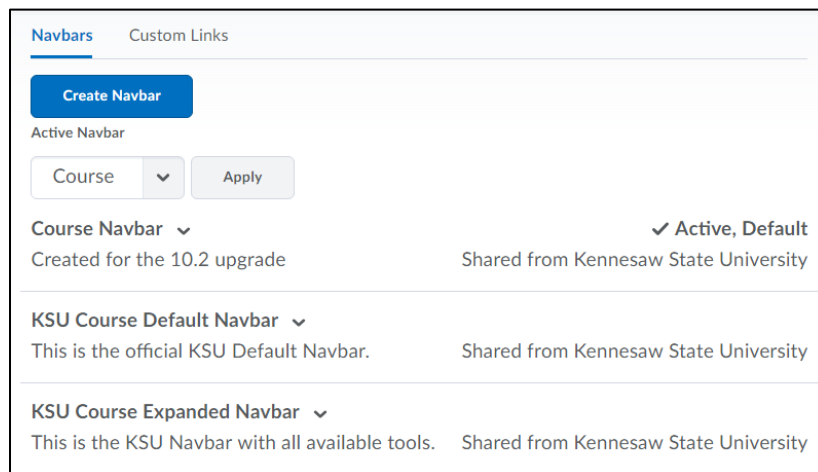 Navbars Custom Links
Create Navbar
Active Navbar
Course Apply
Course Navbar Active, Default
Created for the 10.2 upgrade Shared from Kennesaw State University
KSU Course Default Navbar
This is the official KSU Default Navbar. Shared from Kennesaw State University
KSU Course Expanded Navbar
This is the KSU Navbar with all available tools. Shared from Kennesaw State University